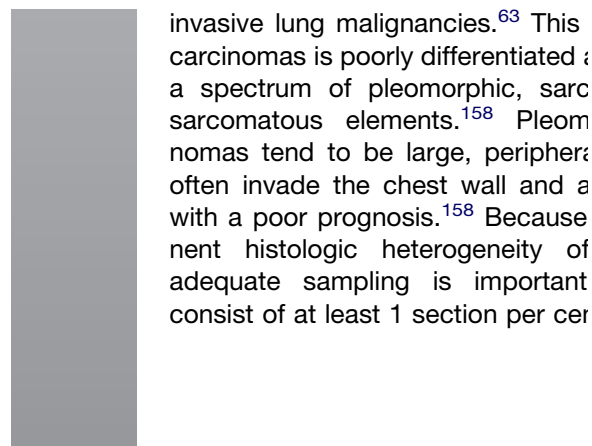 invasive lung malignancies.63 This
carcinomas is poorly differentiated
a spectrum of pleomorphic, sarc
sarcomatous elements.158 Pleom
nomas tend to be large, periphera
often invade the chest wall and a
with a poor prognosis.158 Because
nent histologic heterogeneity of
adequate sampling is important
consist of at least 1 section per cen